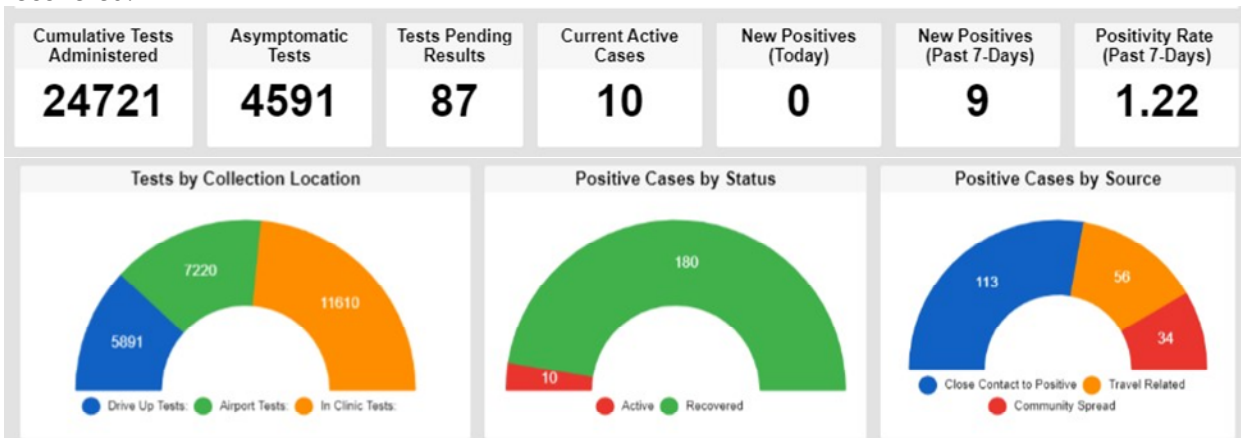 Cumulative Tests
Administered
24721
Asymptomatic
Tests
4591
Tests Pending
Results
87
Current Active
Cases
10
New Positives
(Today)
0
New Positives
(Past 7-Days)
9
Positivity Rate
(Past 7-Days)
1.22
Tests by Collection Location
5891
7220
11610
Drive Up Tests: Airport Tests: In Clinic Tests:
Positive Cases by Status
180
10
Active Recovered
Positive Cases by Source
113
56
34
Close Contact to Positive Travel Related
Community Spread